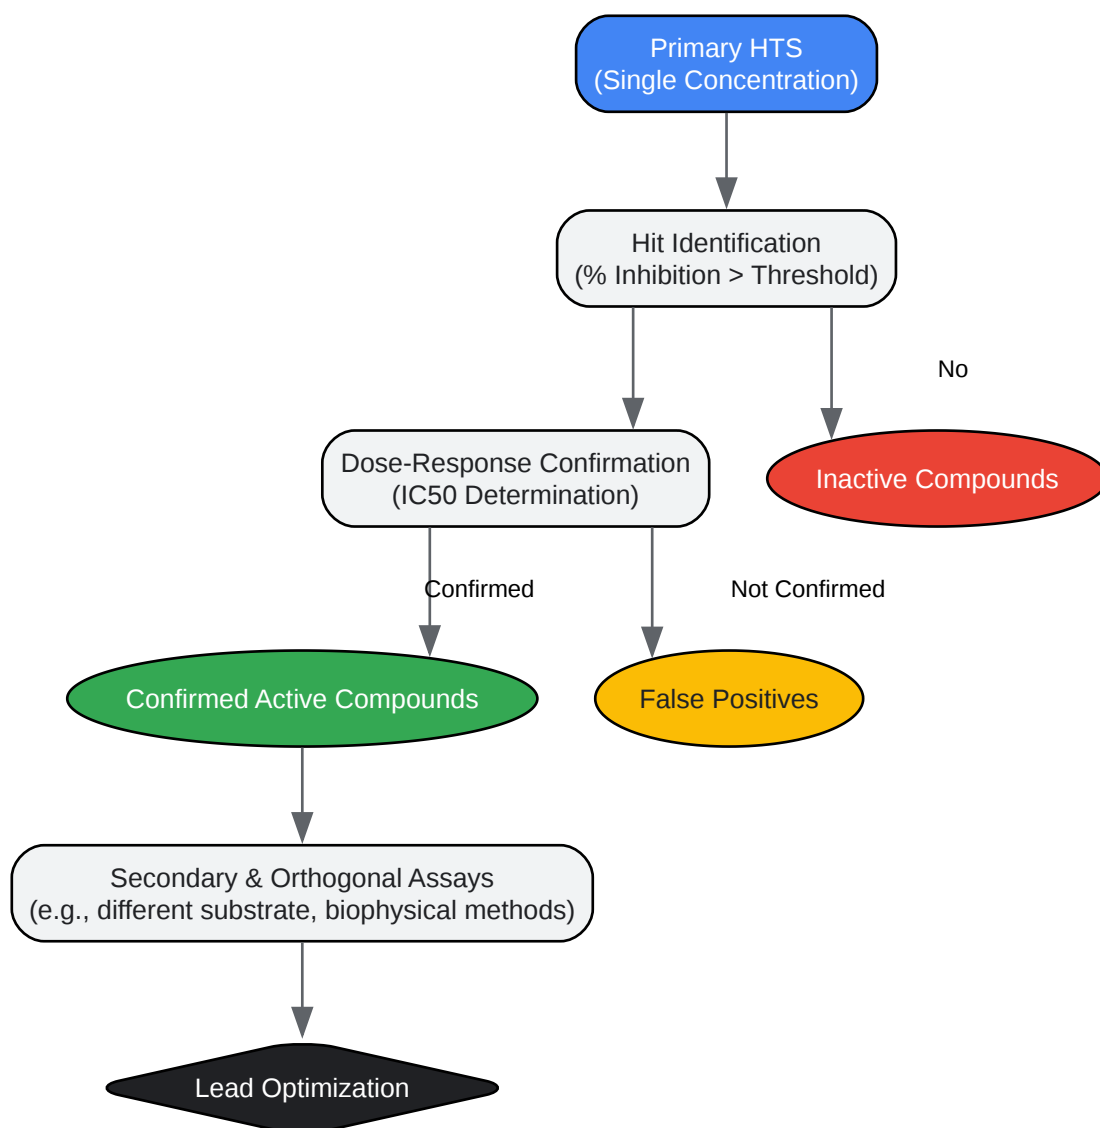 Primary HTS
(Single Concentration)
Hit Identification
(% Inhibition > Threshold)
No
Dose-Response Confirmation
(IC50 Determination)
Inactive Compounds
Confirmed
Not Confirmed
Confirmed Active Compounds
False Positives
Secondary & Orthogonal Assays
(e.g., different substrate, biophysical methods)
Lead Optimization